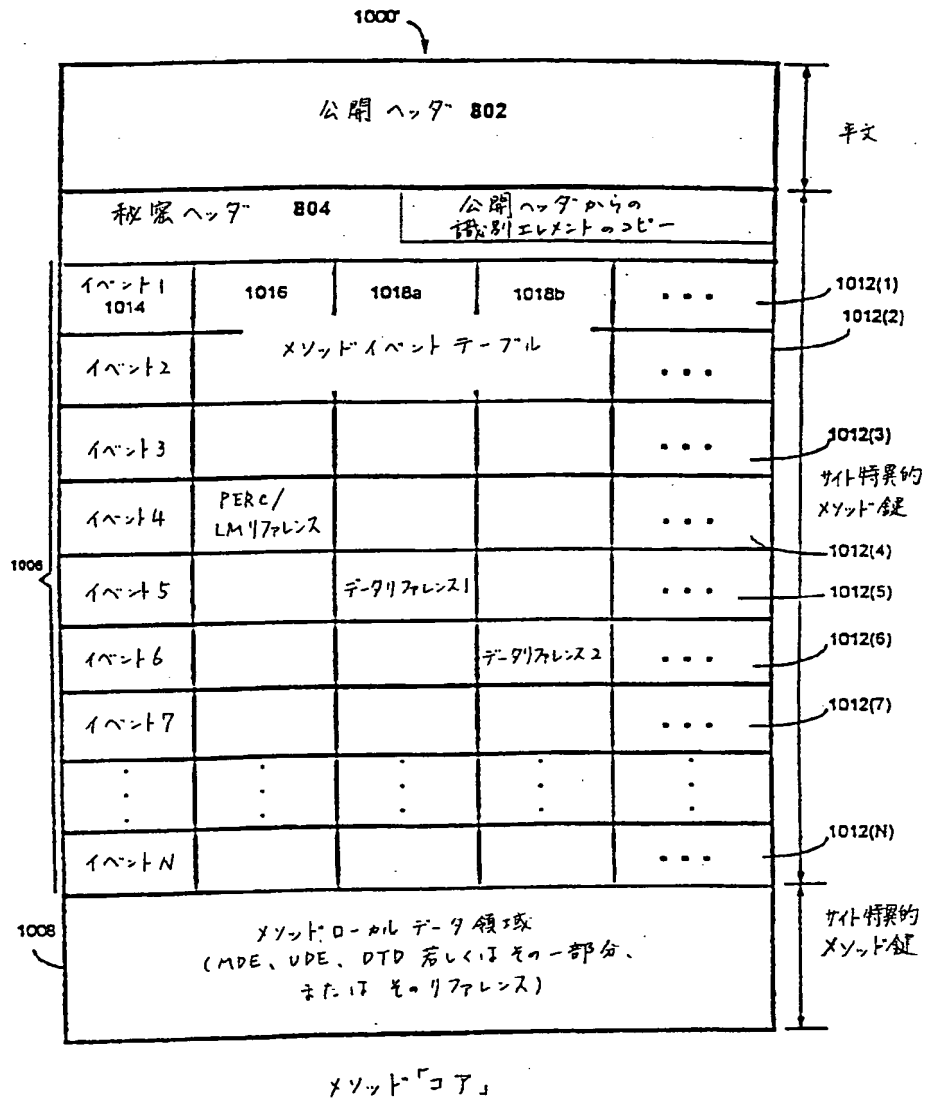 1000'
公開ヘッダ 802
平文
秘密ヘッダ 804
公開ヘッダからの
識別エレメントのコピー
イベント1
1014
1016
1018a
1018b
...
1012(1)
1012(2)
メソッドイベントテーブル
イベント2
...
イベント3
...
1012(3)
サイト特異的
メソッド鍵
イベント4
PERC/
LMリファレンス
...
1012(4)
1006
イベント5
データリファレンス1
...
1012(5)
イベント6
データリファレンス2
...
1012(6)
イベント7
...
1012(7)
イベントN
...
1012(N)
1008
メソッドローカルデータ領域
(MDE、UDE、DTD 若しくはその一部分、
またはそのリファレンス)
サイト特異的
メソッド鍵
メソッド「コア」